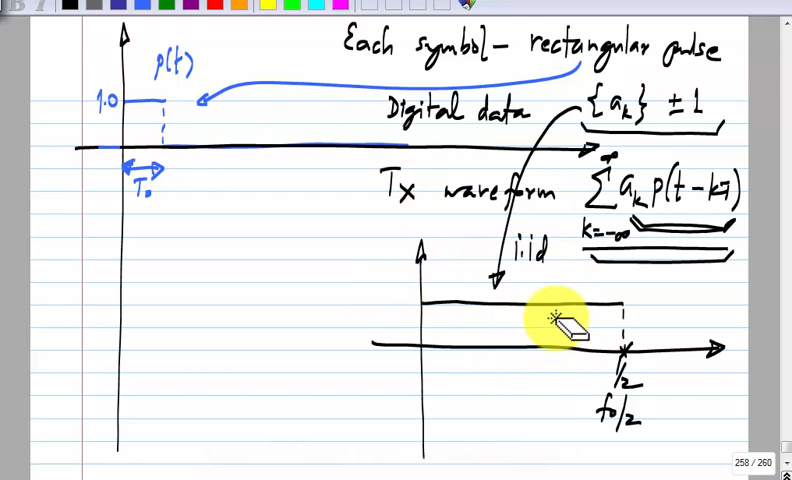 Each symbol – rectangular pulse
p(t)
1.0
Digital data {ak} ± 1
T₀
Tx waveform ∞ ∑ k=-∞ ak p(t-kT)
i.i.d
1/2
f₀/2
258 / 260